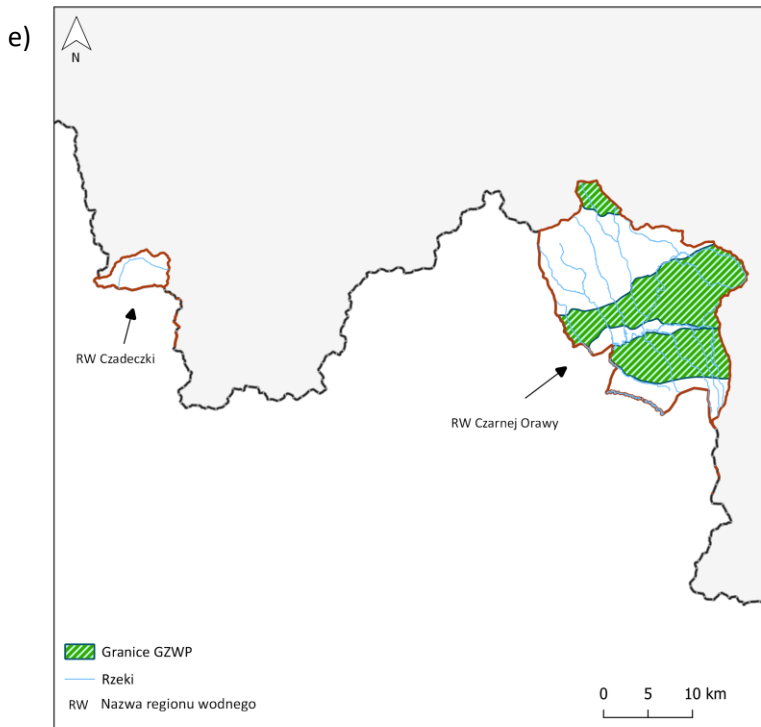 e)
N
RW Czadeczki
RW Czarnej Orawy
Granice GZWP
Rzeki
RW Nazwa regionu wodnego
0 5 10 km